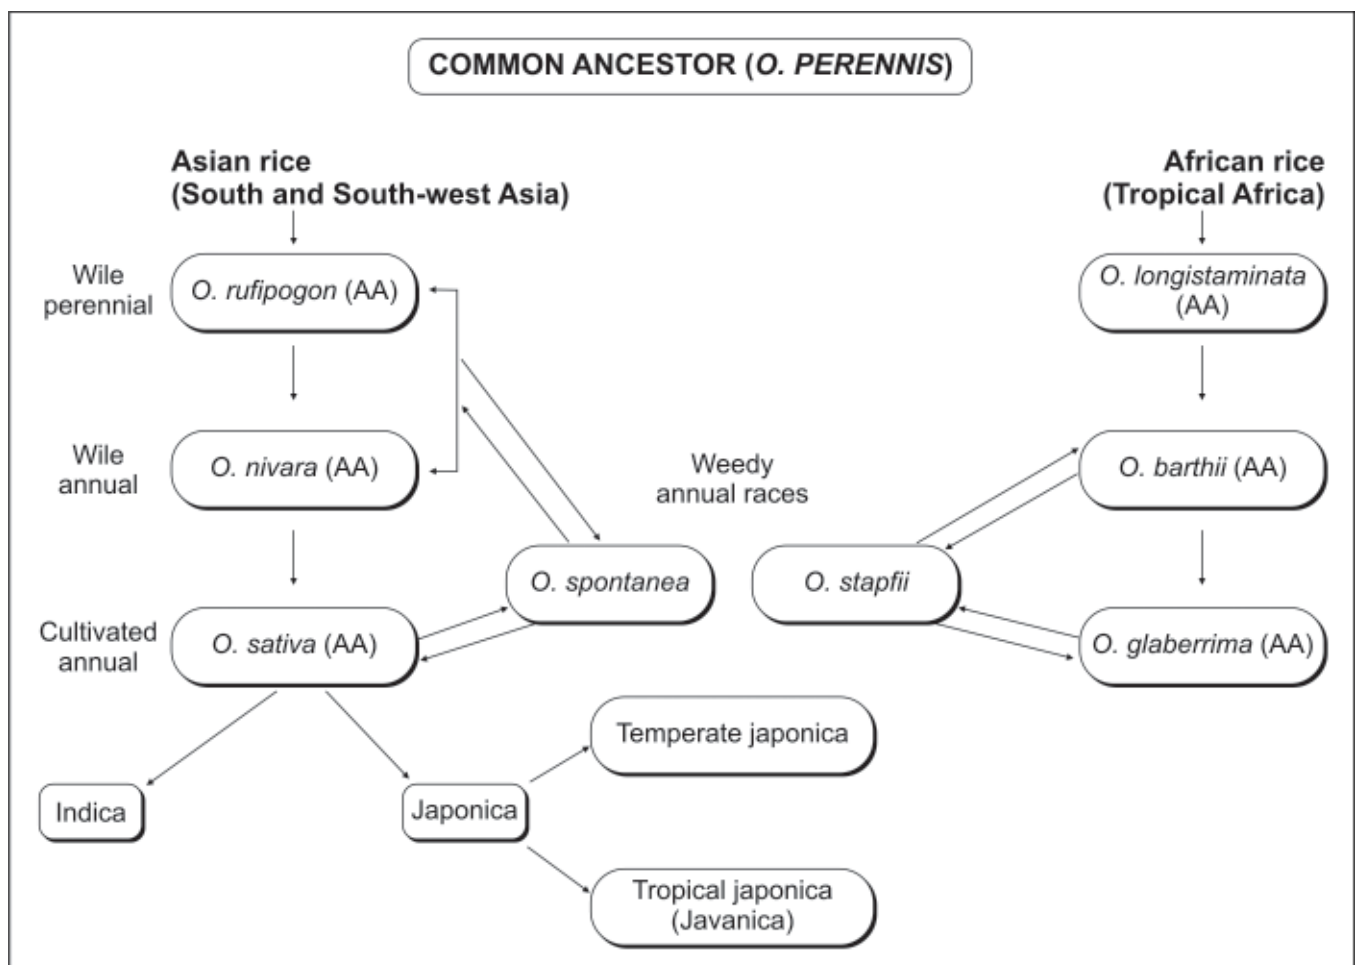 COMMON ANCESTOR (O. PERENNIS)
Asian rice
(South and South-west Asia)
African rice
(Tropical Africa)
Wile
perennial
O. rufipogon (AA)
O. longistaminata
(AA)
Wile
annual
O. nivara (AA)
Weedy
annual races
O. barthii (AA)
O. spontanea
O. stapfii
Cultivated
annual
O. sativa (AA)
O. glaberrima (AA)
Temperate japonica
Indica
Japonica
Tropical japonica
(Javanica)